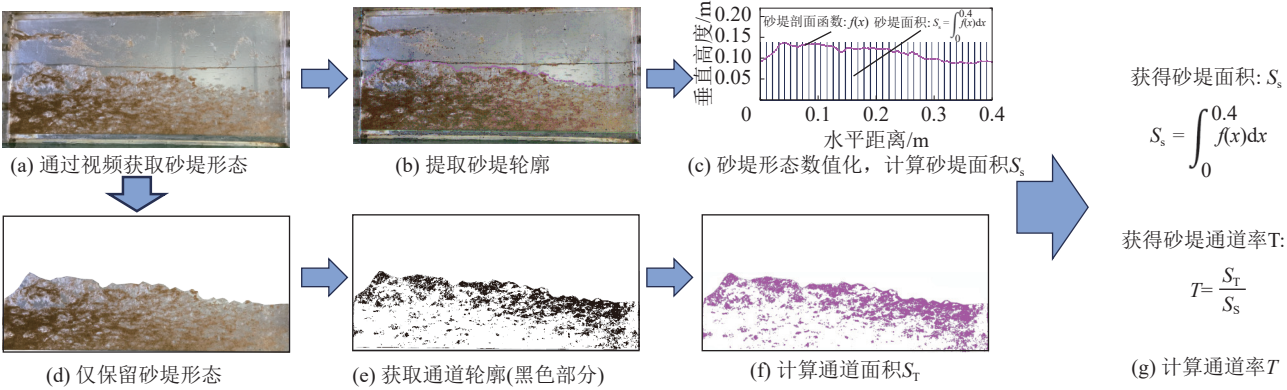 (a) 通过视频获取砂堤形态
(b) 提取砂堤轮廓
垂直高度/m
0.20
0.15
0.10
0.05
砂堤剖面函数: f(x) 砂堤面积: Sₛ = ∫₀^0.4 f(x)dx
0 0.1 0.2 0.3 0.4
水平距离/m
(c) 砂堤形态数值化，计算砂堤面积Sₛ
(d) 仅保留砂堤形态
(e) 获取通道轮廓(黑色部分)
(f) 计算通道面积S_T
获得砂堤面积: Sₛ
Sₛ = ∫₀^0.4 f(x)dx
获得砂堤通道率T:
T = S_T / S_S
(g) 计算通道率T